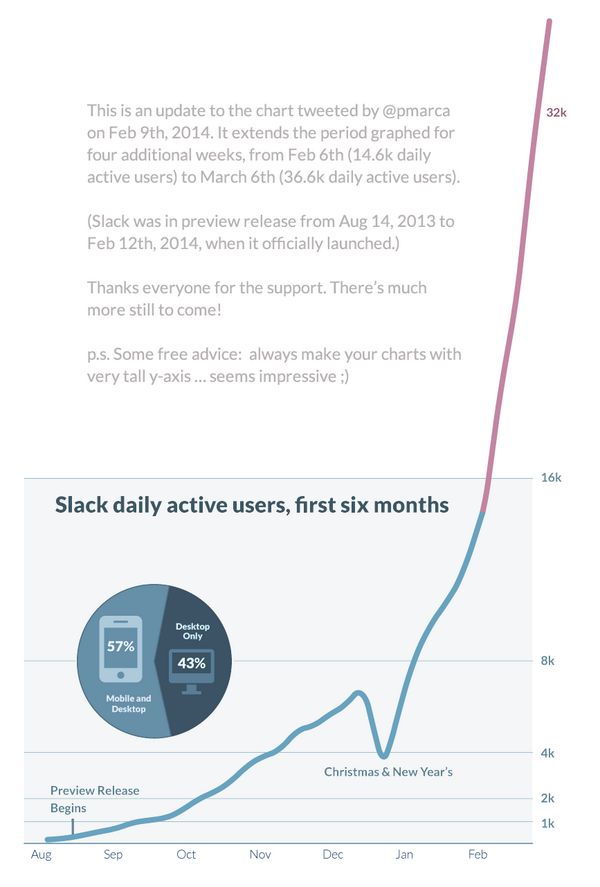 This is an update to the chart tweeted by @pmarca
on Feb 9th, 2014. It extends the period graphed for
four additional weeks, from Feb 6th (14.6k daily
active users) to March 6th (36.6k daily active users).
(Slack was in preview release from Aug 14, 2013 to
Feb 12th, 2014, when it officially launched.)
Thanks everyone for the support. There's much
more still to come!
p.s. Some free advice:  always make your charts with
very tall y-axis ... seems impressive ;)
32k
16k
Slack daily active users, first six months
57%
Mobile and
Desktop
Desktop
Only
43%
8k
4k
Christmas & New Year's
Preview Release
Begins
2k
1k
Aug Sep Oct Nov Dec Jan Feb